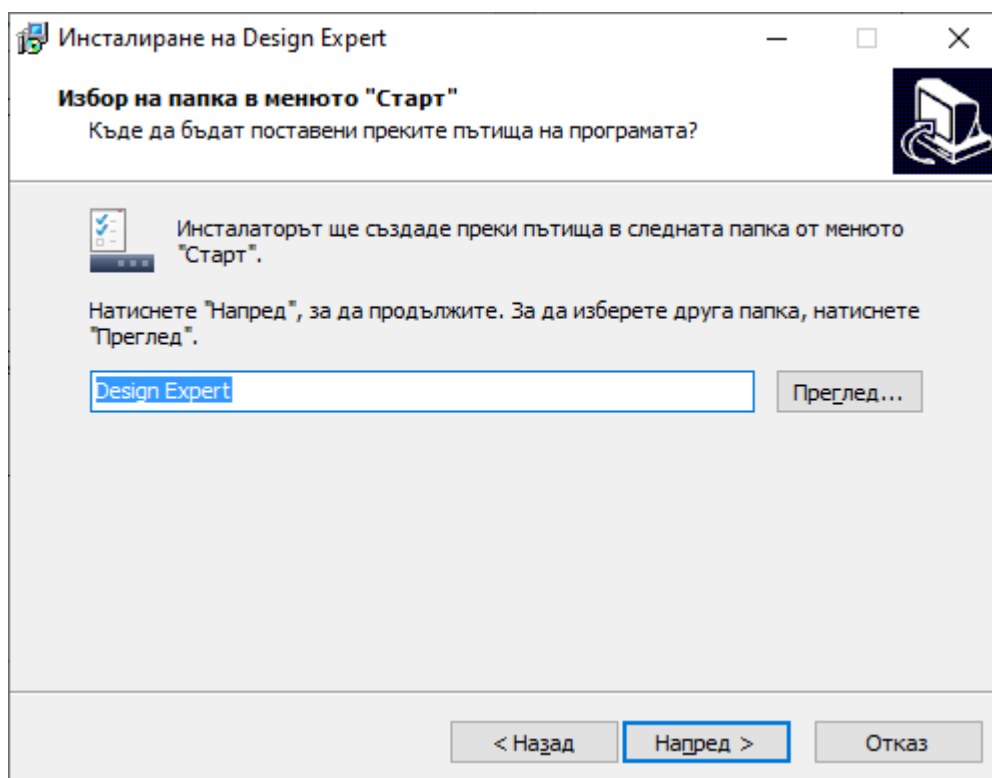 Инсталиране на Design Expert
Избор на папка в менюто "Старт"
Къде да бъдат поставени преките пътища на програмата?
Инсталаторът ще създаде преки пътища в следната папка от менюто
"Старт".
Натиснете "Напред", за да продължите. За да изберете друга папка, натиснете
"Преглед".
Design Expert
Преглед...
< Назад
Напред >
Отказ